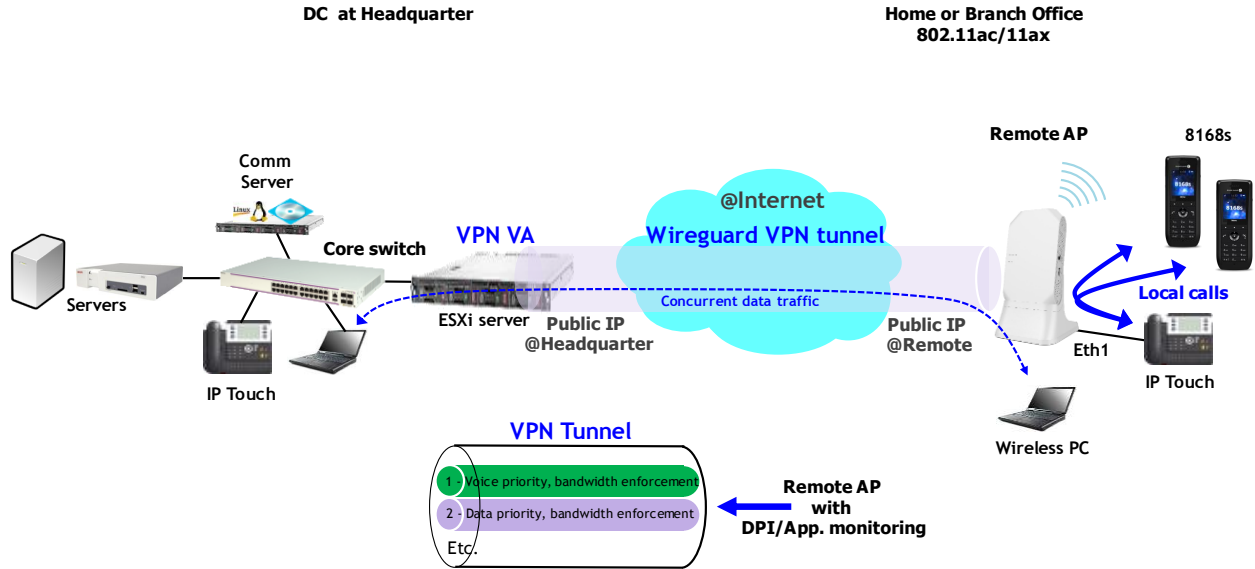 DC at Headquarter
Home or Branch Office
802.11ac/11ax
Remote AP
8168s
Comm
Server
Linux
8168s
8168s
@Internet
Core switch
VPN VA
Wireguard VPN tunnel
Servers
Concurrent data traffic
Local calls
ESXi server
Public IP
@Headquarter
Public IP
@Remote
Eth1
IP Touch
IP Touch
Wireless PC
VPN Tunnel
1 - Voice priority, bandwidth enforcement
2 - Data priority, bandwidth enforcement
Etc.
Remote AP
with
DPI/App. monitoring